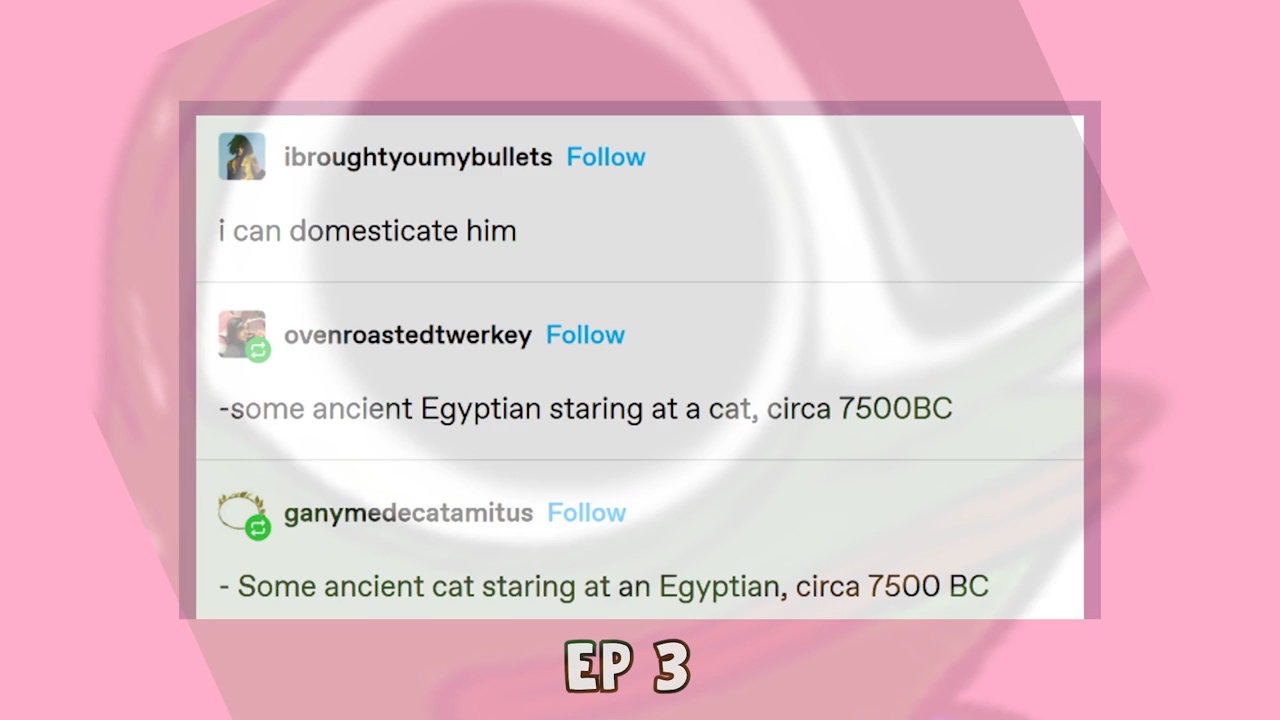 ibroughtyoumybullets Follow
i can domesticate him
ovenroastedtwerkey Follow
-some ancient Egyptian staring at a cat, circa 7500BC
ganymedecatamitus Follow
- Some ancient cat staring at an Egyptian, circa 7500 BC
EP 3